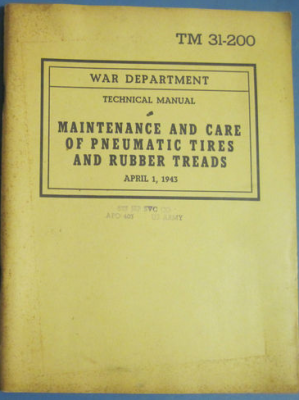 TM 31-200
WAR DEPARTMENT
TECHNICAL MANUAL
MAINTENANCE AND CARE
OF PNEUMATIC TIRES
AND RUBBER TREADS
APRIL 1, 1943
ARMY